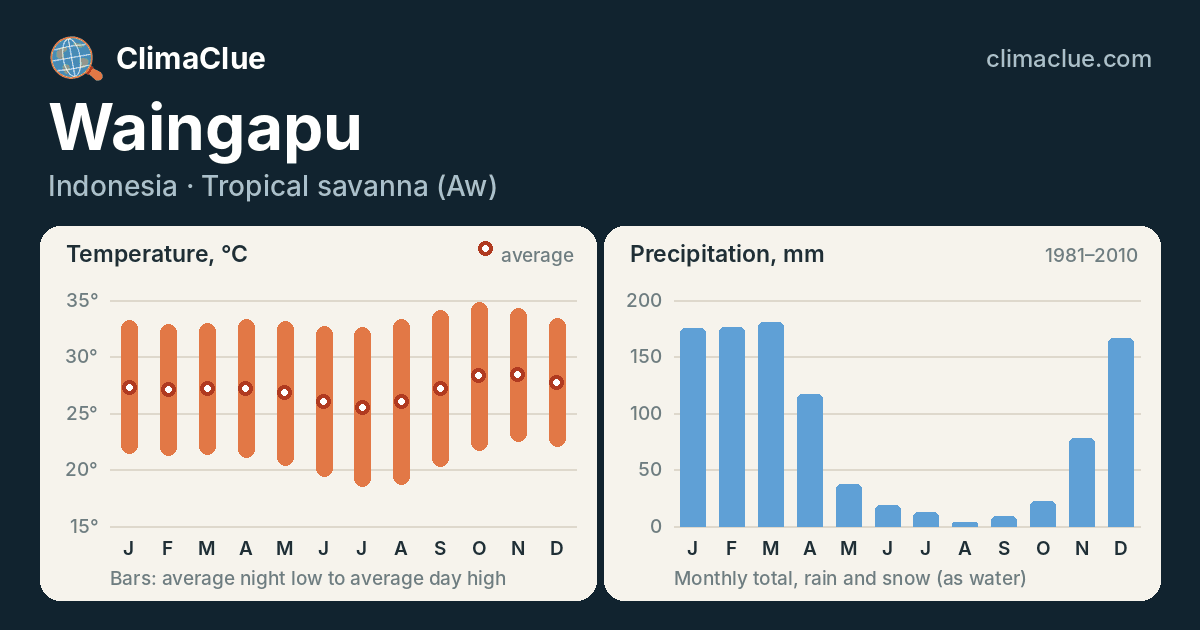 ClimaClue
climaclue.com
Waingapu
Indonesia · Tropical savanna (Aw)
Temperature, °C
average
35°
30°
25°
20°
15°
J F M A M J J A S O N D
Bars: average night low to average day high
Precipitation, mm
1981–2010
200
150
100
50
0
J F M A M J J A S O N D
Monthly total, rain and snow (as water)